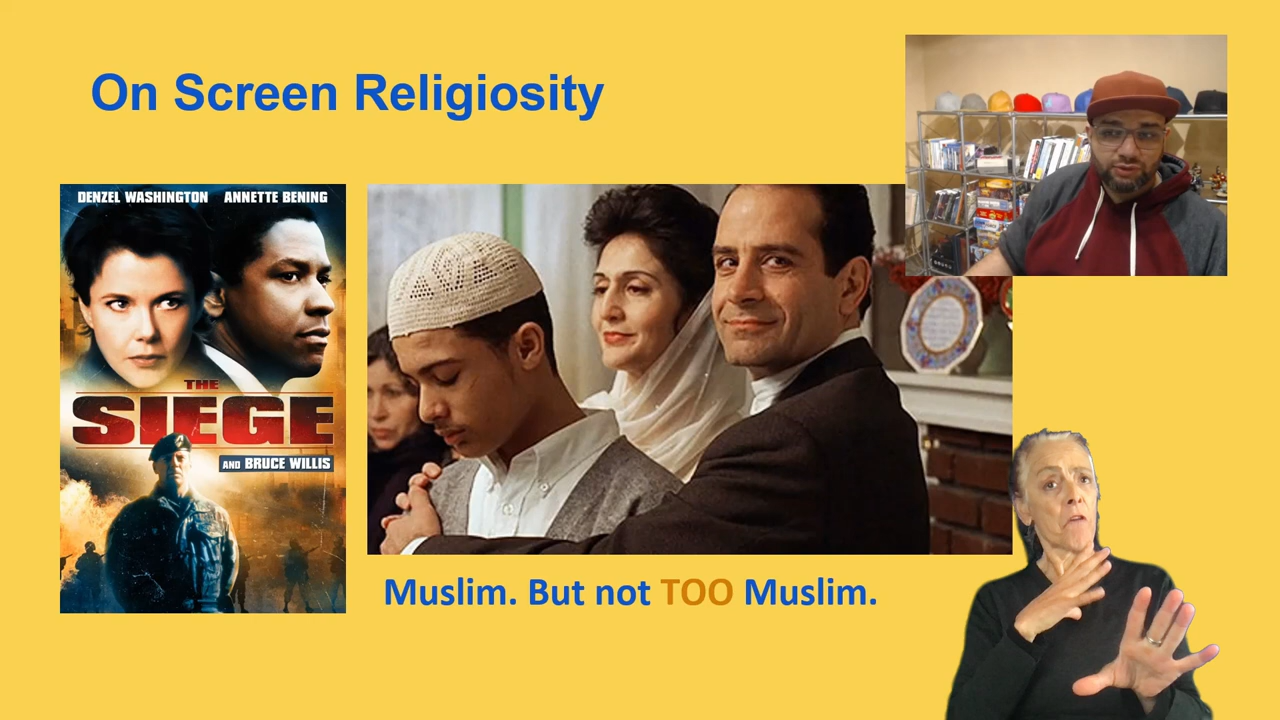 On Screen Religiosity
DENZEL WASHINGTON ANNETTE BENING
THE
SIEGE
AND BRUCE WILLIS
Muslim. But not TOO Muslim.